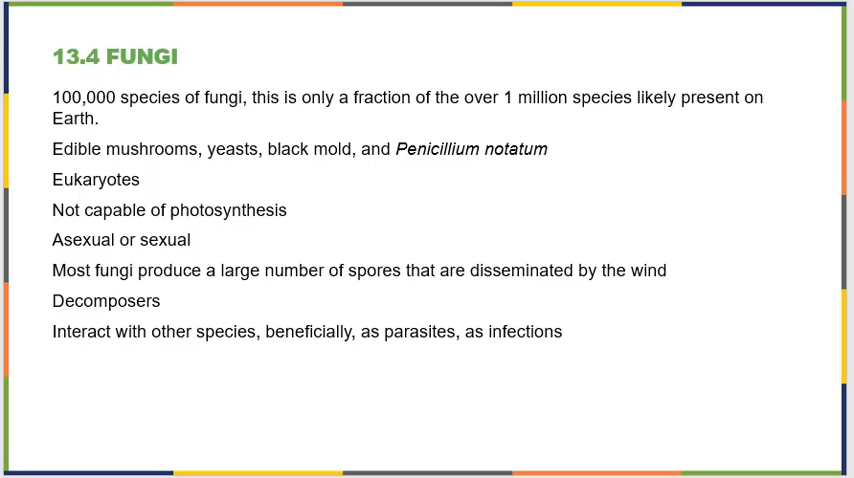 13.4 FUNGI
100,000 species of fungi, this is only a fraction of the over 1 million species likely present on
Earth.
Edible mushrooms, yeasts, black mold, and Penicillium notatum
Eukaryotes
Not capable of photosynthesis
Asexual or sexual
Most fungi produce a large number of spores that are disseminated by the wind
Decomposers
Interact with other species, beneficially, as parasites, as infections